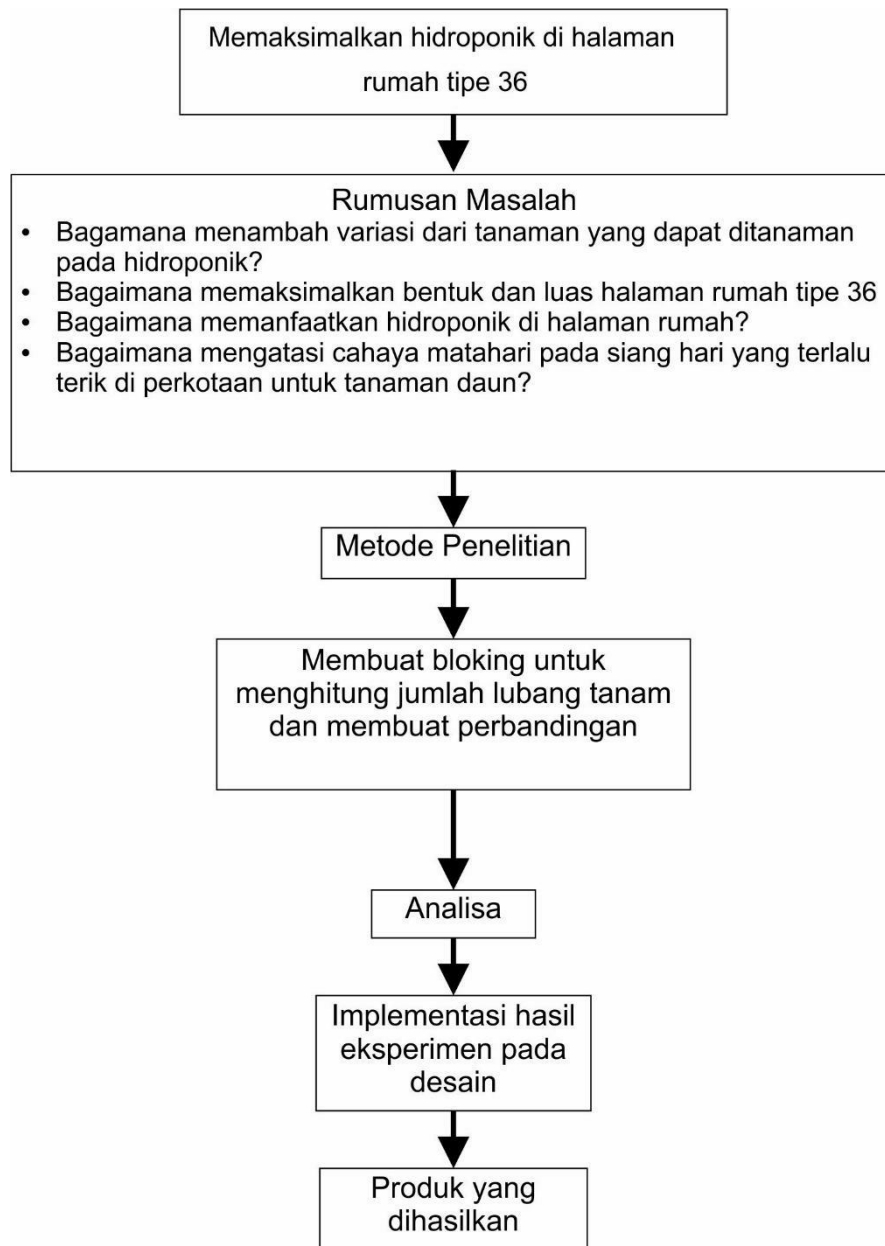 Memaksimalkan hidroponik di halaman
rumah tipe 36
Rumusan Masalah
• Bagamana menambah variasi dari tanaman yang dapat ditanaman
pada hidroponik?
• Bagaimana memaksimalkan bentuk dan luas halaman rumah tipe 36
• Bagaimana memanfaatkan hidroponik di halaman rumah?
• Bagaimana mengatasi cahaya matahari pada siang hari yang terlalu
terik di perkotaan untuk tanaman daun?
Metode Penelitian
Membuat bloking untuk
menghitung jumlah lubang tanam
dan membuat perbandingan
Analisa
Implementasi hasil
eksperimen pada
desain
Produk yang
dihasilkan